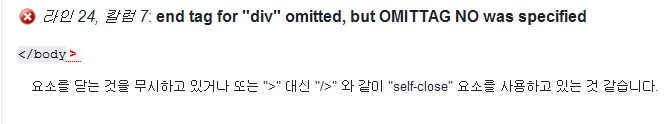 라인 24, 칼럼 7: end tag for "div" omitted, but OMITTAG NO was specified
</body>
요소를 닫는 것을 무시하고 있거나 또는 ">" 대신 "/>" 와 같이 "self-close" 요소를 사용하고 있는 것 같습니다.